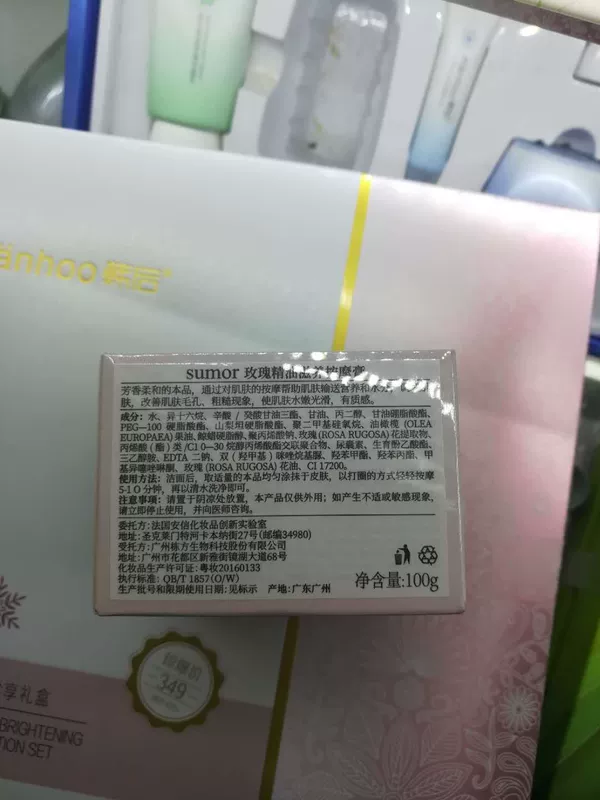 änhoo 韩后
sumor 玫瑰精油滋养按摩膏
芳香柔和的本品，通过对肌肤的按摩帮助肌肤输送营养和水分，
肤，改善肌肤毛孔、粗糙现象，使肌肤水嫩光滑，有质感。
成分：水、异十六烷、辛酸／癸酸甘油三酯、甘油、丙二醇、甘油硬脂酸酯、
PEG—100 硬脂酸酯、山梨坦硬脂酸酯、聚二甲基硅氧烷、油橄榄 (OLEA
EUROPAEA) 果油、鲸蜡硬脂醇、聚丙烯酸钠、玫瑰 (ROSA RUGOSA) 花提取物、
丙烯酸（酯）类/C1 0—30 烷醇丙烯酸酯交联聚合物、尿囊素、生育酚乙酸酯、
三乙醇胺、EDTA 二钠、双（羟甲基）咪唑烷基脲、羟苯甲酯、羟苯丙酯、甲
基异噻唑啉酮、玫瑰 (ROSA RUGOSA) 花油、CI 17200。
使用方法：洁面后，取适量的本品均匀涂抹于皮肤，以打圈的方式轻轻按摩
5-1 0 分钟，再以清水洗净即可。
注意事项：请置于阴凉处放置，本产品仅供外用；如产生不适或敏感现象，
请立即停止使用，并向医师咨询。
委托方：法国安信化妆品创新实验室
地址：圣克莱门特河卡本纳街27号(邮编34980)
受托方：广州栋方生物科技股份有限公司
地址：广州市花都区新雅街镜湖大道68号
化妆品生产许可证：粤妆20160133
执行标准：QB/T 1857(O/W)
生产批号和限期使用日期：见标示 产地：广东广州
净含量:100g
349
享礼盒
BRIGHTENING
TION SET